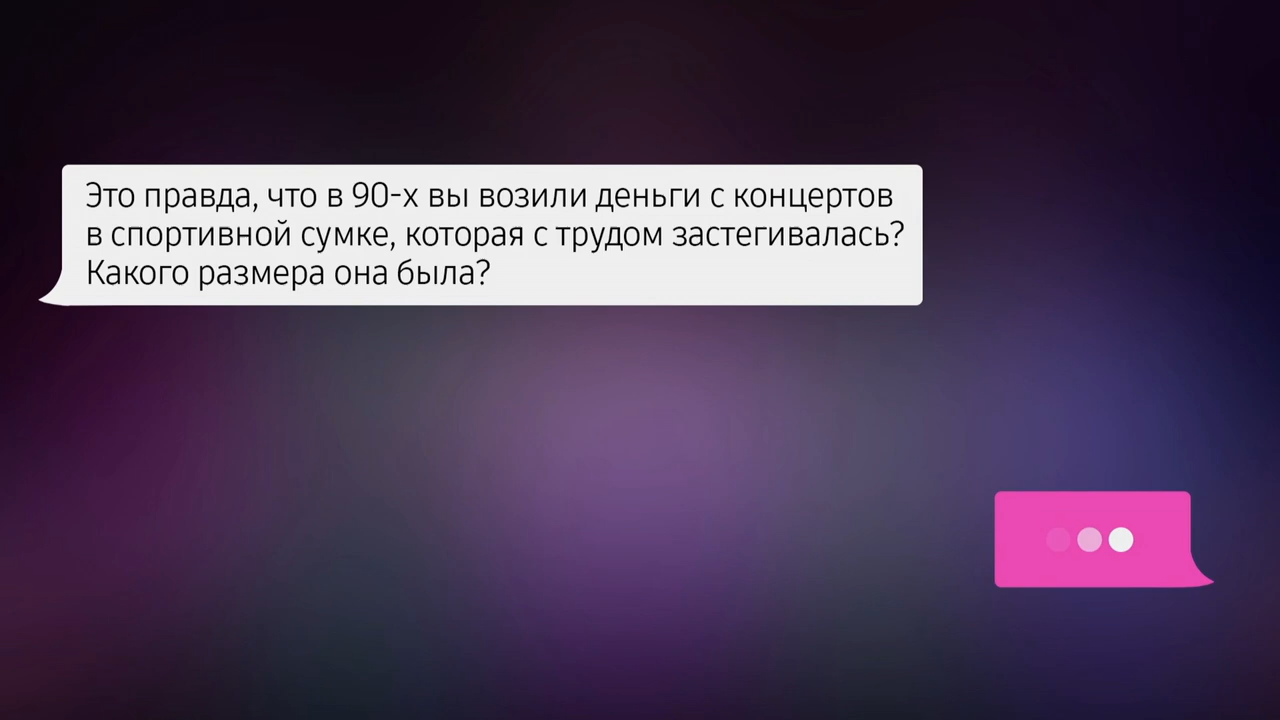 Это правда, что в 90-х вы возили деньги с концертов
в спортивной сумке, которая с трудом застегивалась?
Какого размера она была?